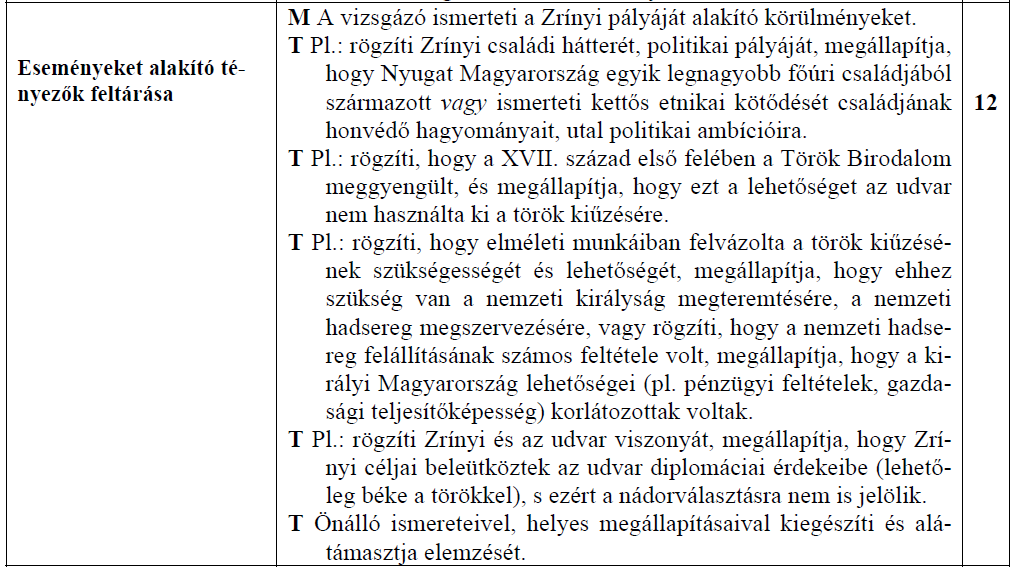 M A vizsgázó ismerteti a Zrínyi pályáját alakító körülményeket.
T Pl.: rögzíti Zrínyi családi hátterét, politikai pályáját, megállapítja,
Eseményeket alakító té-
nyezők feltárása
hogy Nyugat Magyarország egyik legnagyobb főúri családjából
származott vagy ismerteti kettős etnikai kötődését családjának
12
honvédő hagyományait, utal politikai ambícióira.
T Pl.: rögzíti, hogy a XVII. század első felében a Török Birodalom
meggyengült, és megállapítja, hogy ezt a lehetőséget az udvar
nem használta ki a török kiűzésére.
T Pl.: rögzíti, hogy elméleti munkáiban felvázolta a török kiűzésé-
nek szükségességét és lehetőségét, megállapítja, hogy ehhez
szükség van a nemzeti királyság megteremtésére, a nemzeti
hadsereg megszervezésére, vagy rögzíti, hogy a nemzeti hadse-
reg felállításának számos feltétele volt, megállapítja, hogy a ki-
rályi Magyarország lehetőségei (pl. pénzügyi feltételek, gazda-
sági teljesítőképesség) korlátozottak voltak.
T Pl.: rögzíti Zrínyi és az udvar viszonyát, megállapítja, hogy Zrí-
nyi céljai beleütköztek az udvar diplomáciai érdekeibe (lehető-
leg béke a törökkel), s ezért a nádorválasztásra nem is jelölik.
T Önálló ismereteivel, helyes megállapításaival kiegészíti és alá-
támasztja elemzését.